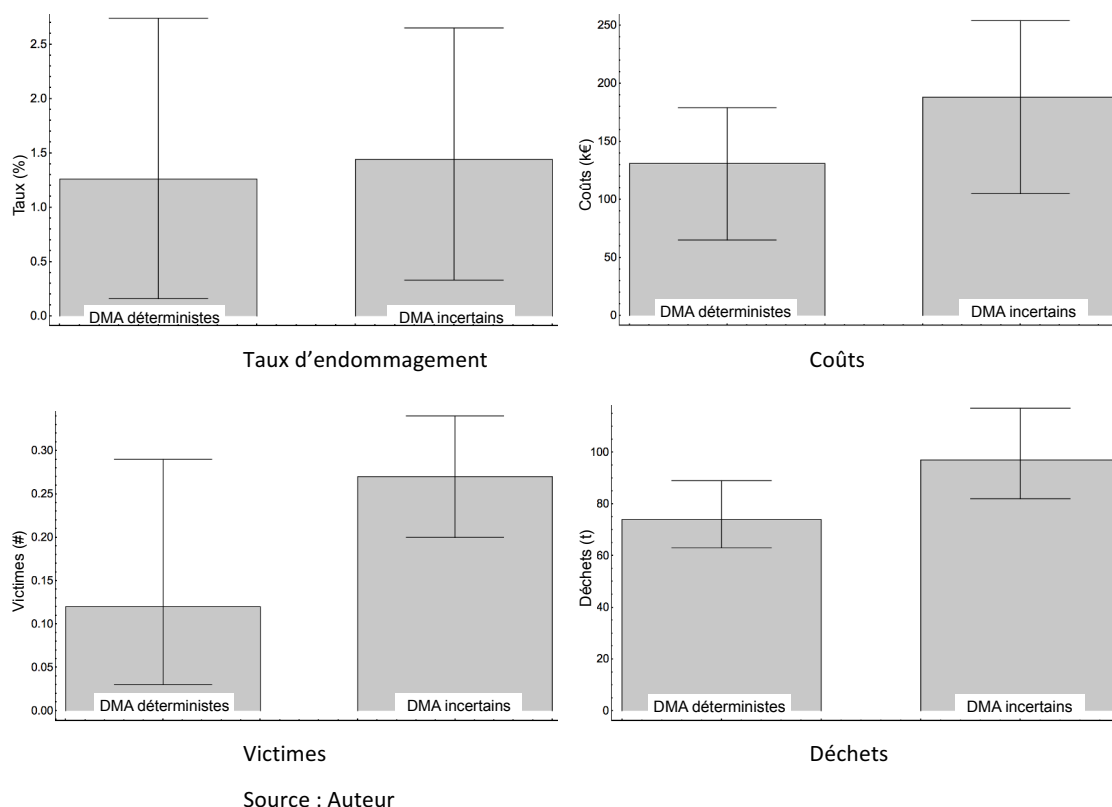 2.5
2.0
1.5
1.0
0.5
0.0
Taux (%)
DMA déterministes
DMA incertains
Taux d’endommagement
250
200
150
100
50
0
Coûts (k€)
DMA déterministes
DMA incertains
Coûts
0.30
0.25
0.20
0.15
0.10
0.05
0.00
Victimes (#)
DMA déterministes
DMA incertains
Victimes
100
80
60
40
20
0
Déchets (t)
DMA déterministes
DMA incertains
Déchets
Source : Auteur